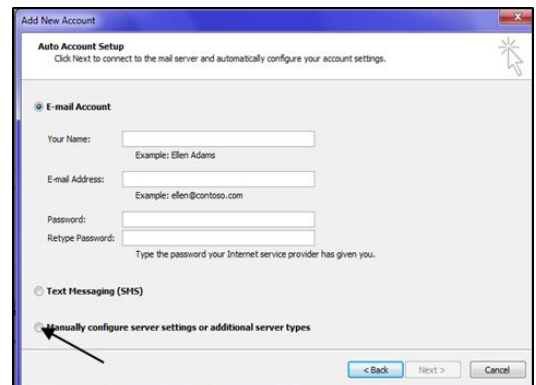 Add New Account
Auto Account Setup
Click Next to connect to the mail server and automatically configure your account settings.
E-mail Account
Your Name:
Example: Ellen Adams
E-mail Address:
Example: ellen@contoso.com
Password:
Retype Password:
Type the password your Internet service provider has given you.
Text Messaging (SMS)
Manually configure server settings or additional server types
< Back Next > Cancel